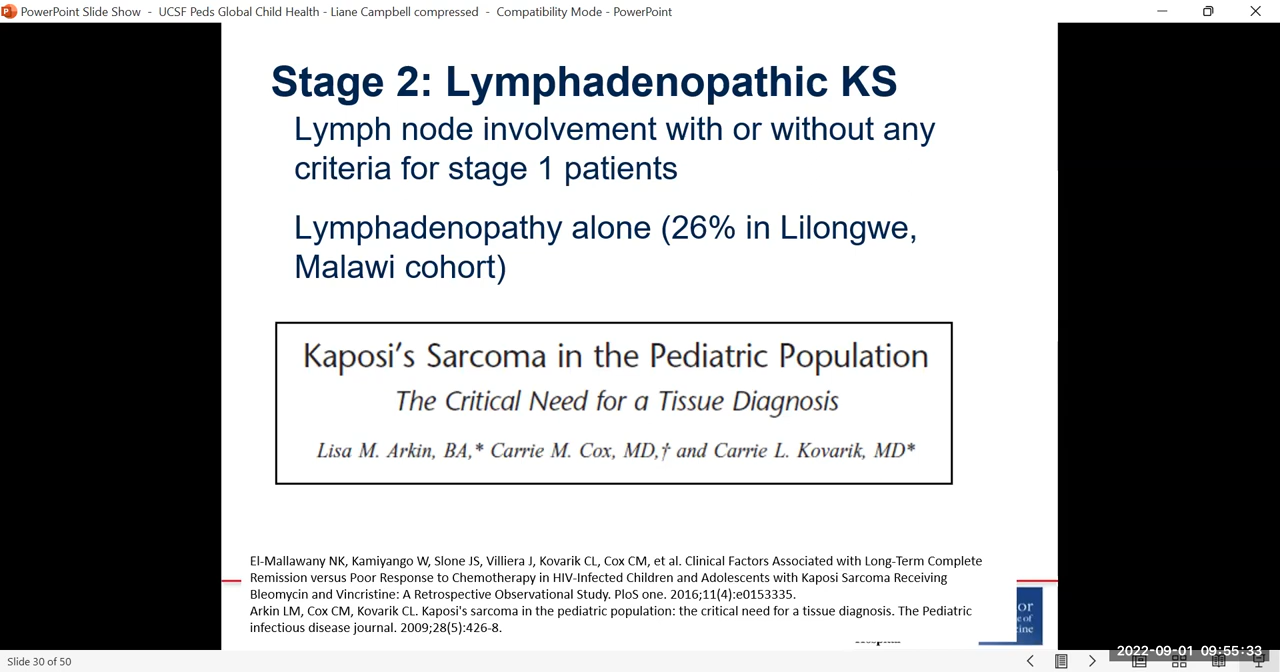 PowerPoint Slide Show - UCSF Peds Global Child Health - Liane Campbell compressed - Compatibility Mode - PowerPoint
Stage 2: Lymphadenopathic KS
Lymph node involvement with or without any
criteria for stage 1 patients
Lymphadenopathy alone (26% in Lilongwe,
Malawi cohort)
Kaposi's Sarcoma in the Pediatric Population
The Critical Need for a Tissue Diagnosis
Lisa M. Arkin, BA,* Carrie M. Cox, MD,† and Carrie L. Kovarik, MD*
El-Mallawany NK, Kamiyango W, Slone JS, Villiera J, Kovarik CL, Cox CM, et al. Clinical Factors Associated with Long-Term Complete
Remission versus Poor Response to Chemotherapy in HIV-Infected Children and Adolescents with Kaposi Sarcoma Receiving
Bleomycin and Vincristine: A Retrospective Observational Study. PloS one. 2016;11(4):e0153335.
Arkin LM, Cox CM, Kovarik CL. Kaposi's sarcoma in the pediatric population: the critical need for a tissue diagnosis. The Pediatric
infectious disease journal. 2009;28(5):426-8.
2022-09-01 09:55:33
Slide 30 of 50